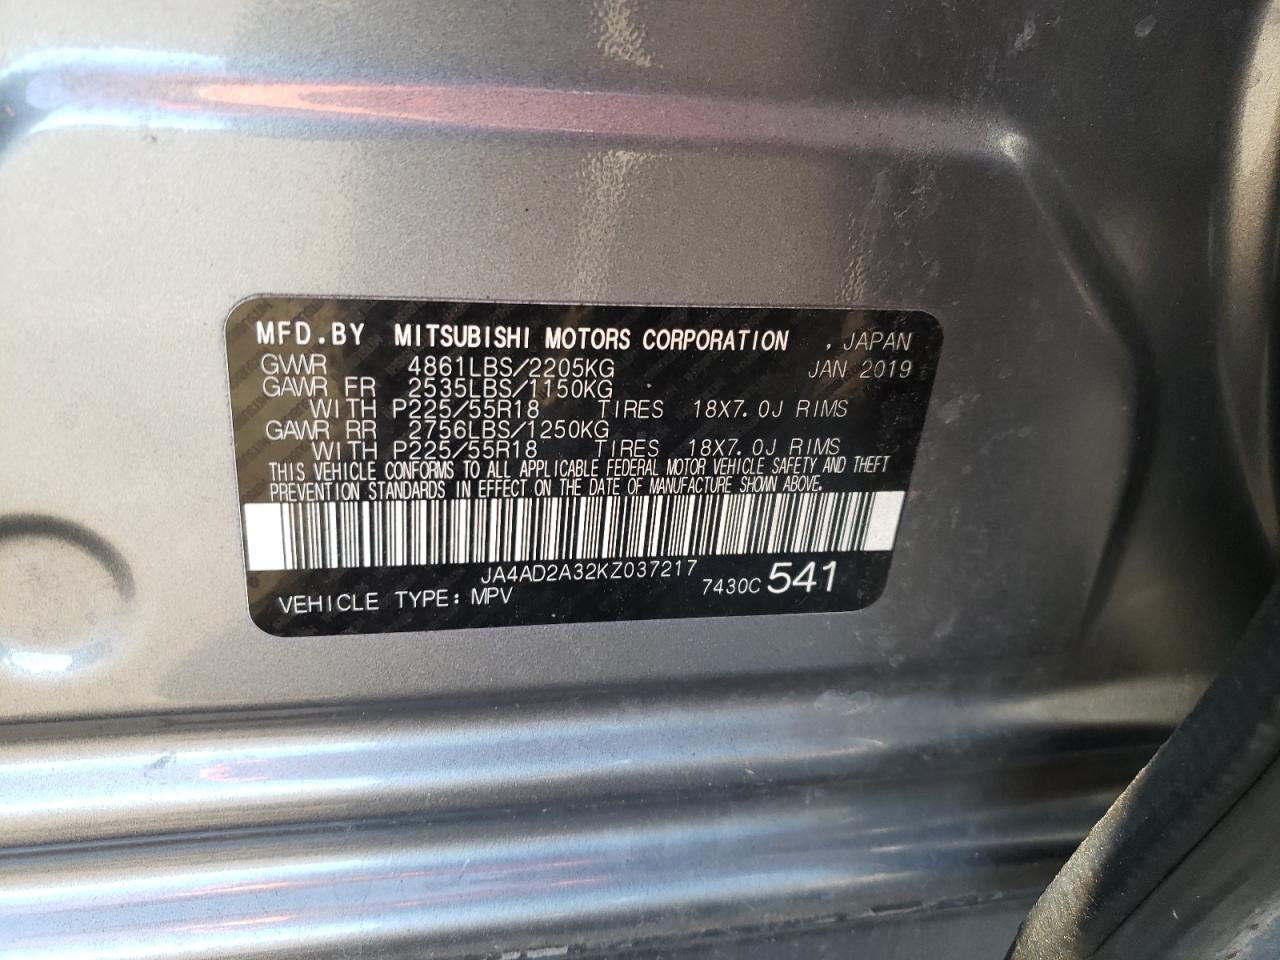 MFD.BY MITSUBISHI MOTORS CORPORATION , JAPAN
GVWR 4861LBS/2205KG JAN 2019
GAWR FR 2535LBS/1150KG
WITH P225/55R18 TIRES 18X7.0J RIMS
GAWR RR 2756LBS/1250KG
WITH P225/55R18 TIRES 18X7.0J RIMS
THIS VEHICLE CONFORMS TO ALL APPLICABLE FEDERAL MOTOR VEHICLE SAFETY AND THEFT
PREVENTION STANDARDS IN EFFECT ON THE DATE OF MANUFACTURE SHOWN ABOVE.
JA4AD2A32KZ037217
VEHICLE TYPE: MPV 7430C 541